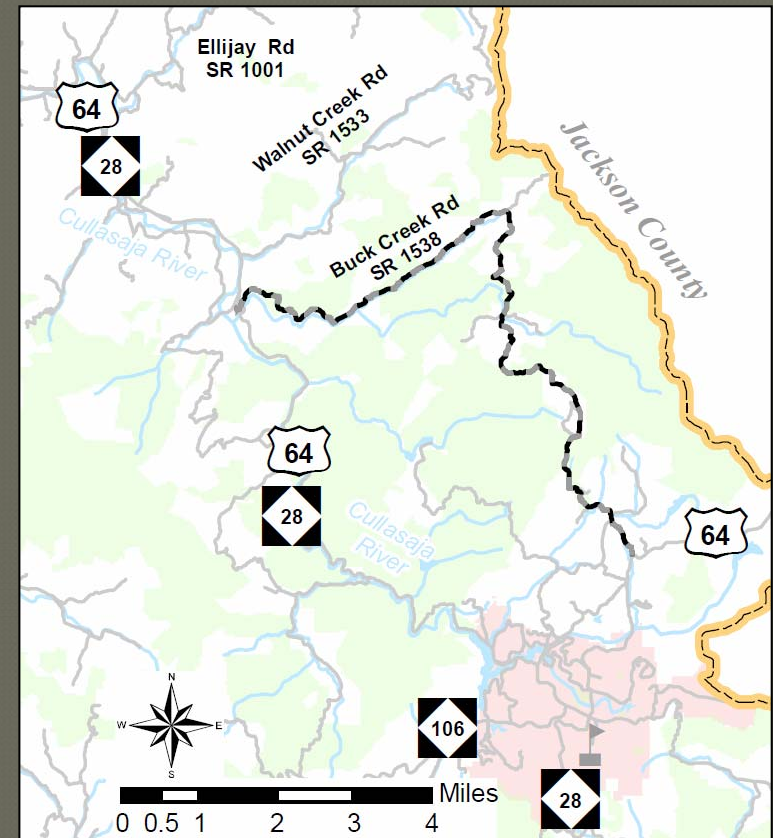 Ellijay Rd
SR 1001
64
28
Walnut Creek Rd
SR 1533
Jackson County
Cullasaja River
Buck Creek Rd
SR 1538
64
28
Cullasaja
River
64
N
W E
S
106
28
Miles
0 0.5 1 2 3 4